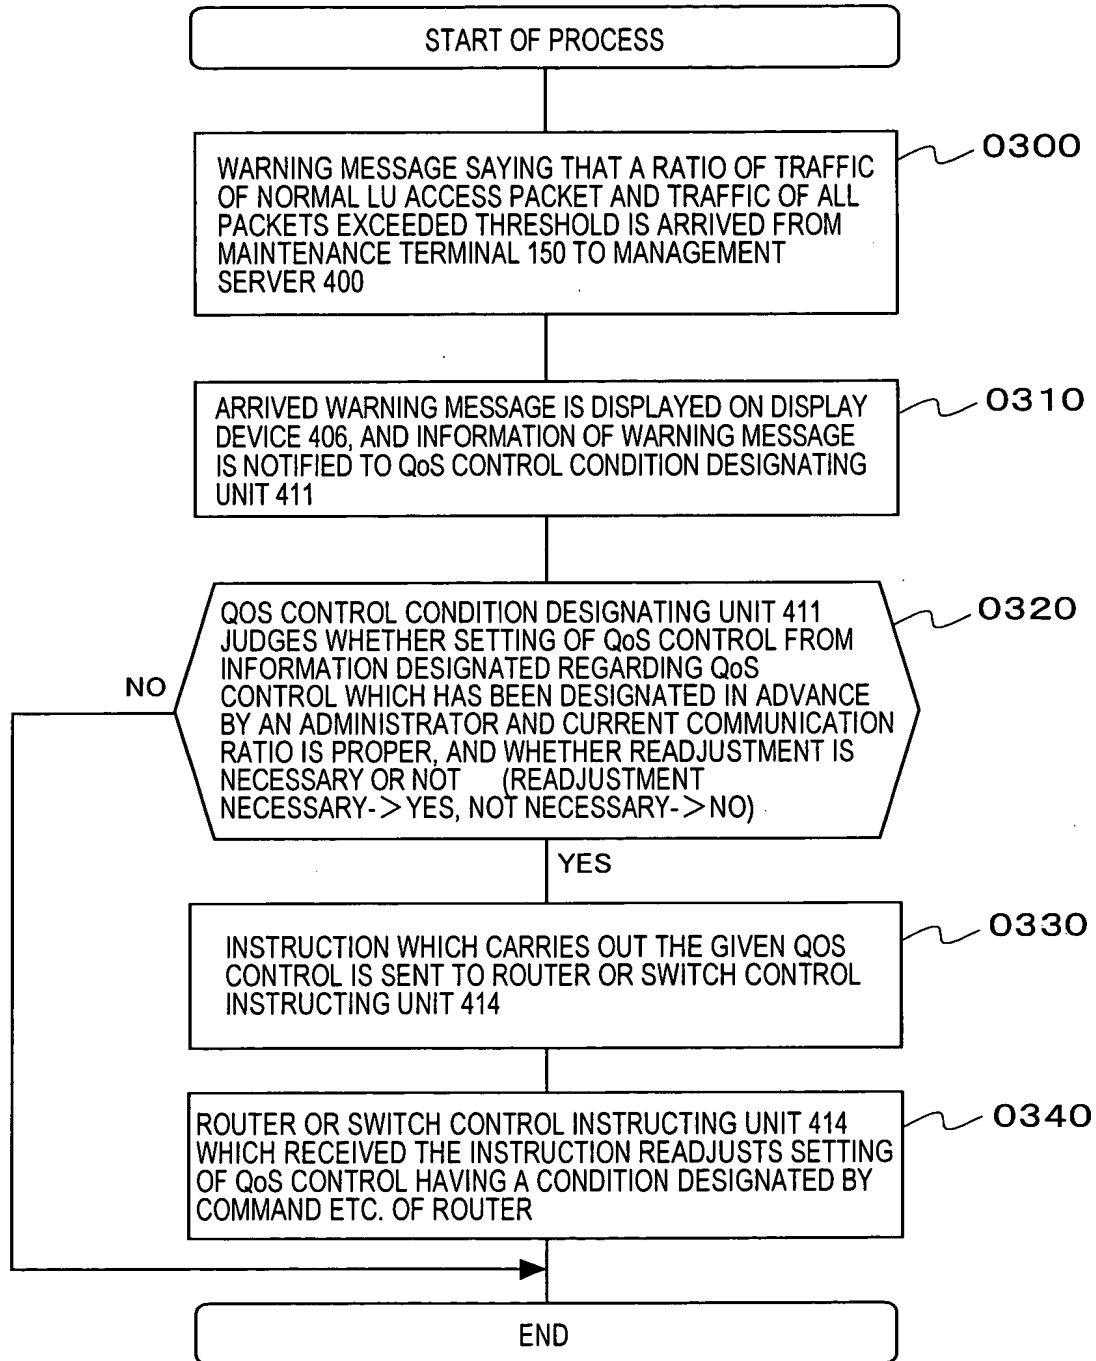 START OF PROCESS
0300
WARNING MESSAGE SAYING THAT A RATIO OF TRAFFIC
OF NORMAL LU ACCESS PACKET AND TRAFFIC OF ALL
PACKETS EXCEEDED THRESHOLD IS ARRIVED FROM
MAINTENANCE TERMINAL 150 TO MANAGEMENT
SERVER 400
0310
ARRIVED WARNING MESSAGE IS DISPLAYED ON DISPLAY
DEVICE 406, AND INFORMATION OF WARNING MESSAGE
IS NOTIFIED TO QoS CONTROL CONDITION DESIGNATING
UNIT 411
0320
QOS CONTROL CONDITION DESIGNATING UNIT 411
JUDGES WHETHER SETTING OF QoS CONTROL FROM
INFORMATION DESIGNATED REGARDING QoS
CONTROL WHICH HAS BEEN DESIGNATED IN ADVANCE
BY AN ADMINISTRATOR AND CURRENT COMMUNICATION
RATIO IS PROPER, AND WHETHER READJUSTMENT IS
NECESSARY OR NOT (READJUSTMENT
NECESSARY->YES, NOT NECESSARY->NO)
NO
YES
0330
INSTRUCTION WHICH CARRIES OUT THE GIVEN QOS
CONTROL IS SENT TO ROUTER OR SWITCH CONTROL
INSTRUCTING UNIT 414
0340
ROUTER OR SWITCH CONTROL INSTRUCTING UNIT 414
WHICH RECEIVED THE INSTRUCTION READJUSTS SETTING
OF QoS CONTROL HAVING A CONDITION DESIGNATED BY
COMMAND ETC. OF ROUTER
END